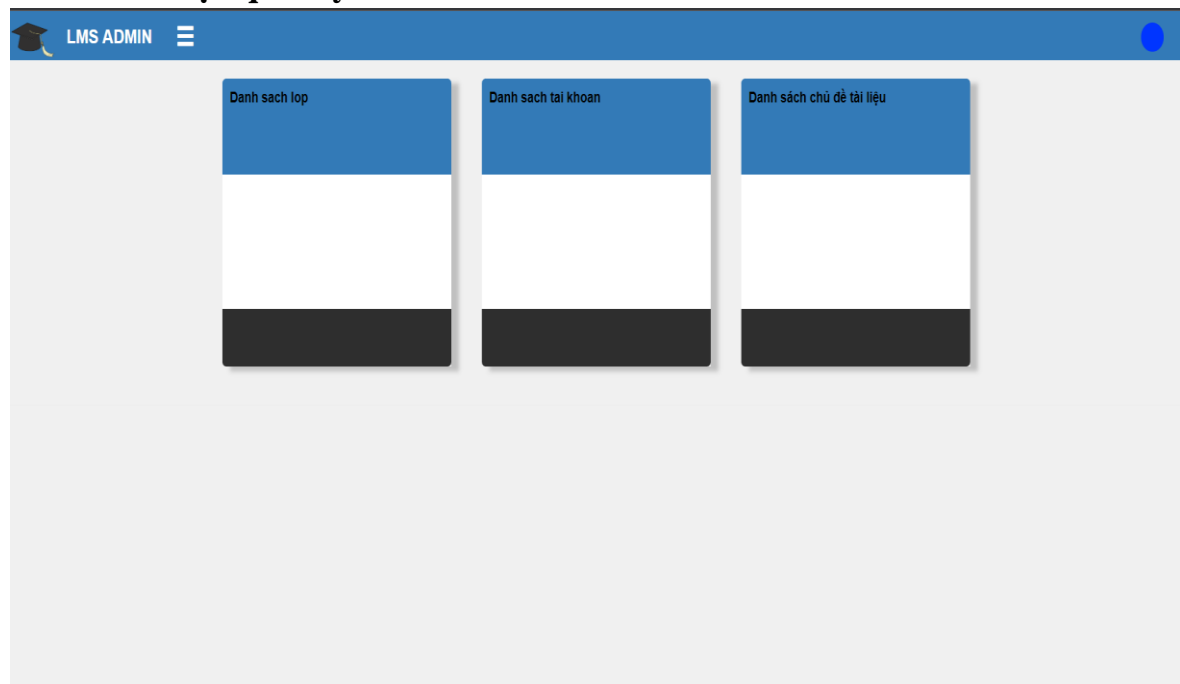 LMS ADMIN
Danh sach lop
Danh sach tai khoan
Danh sách chủ đề tài liệu